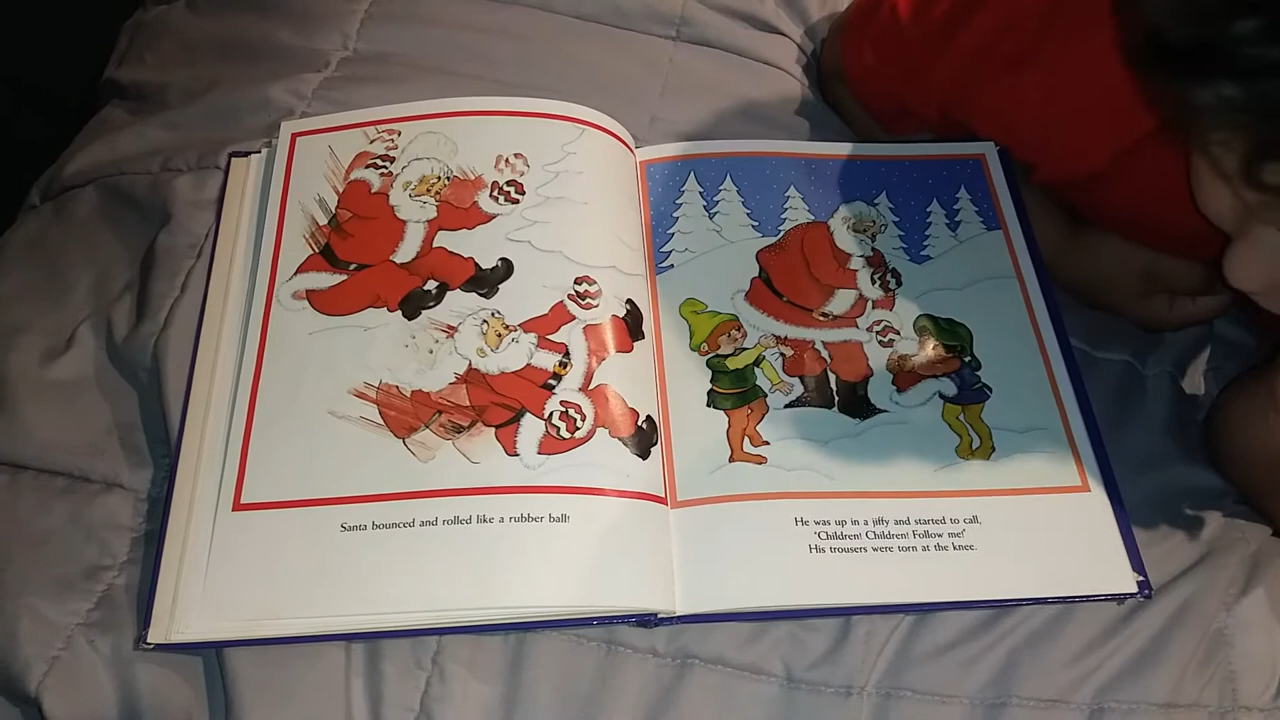 Santa bounced and rolled like a rubber ball!
He was up in a jiffy and started to call,
"Children! Children! Follow me!"
His trousers were torn at the knee.